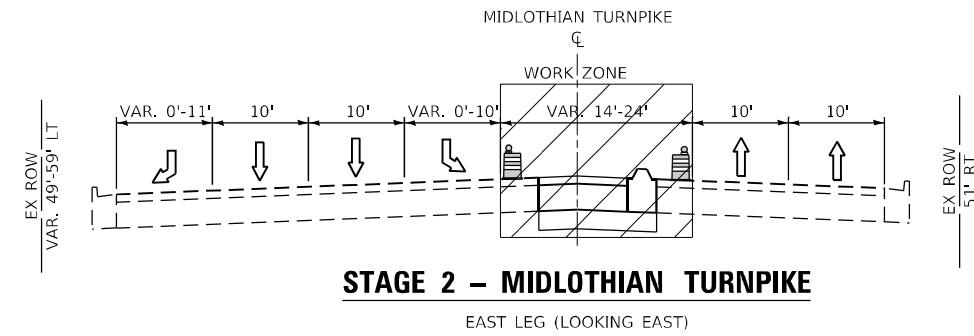 MIDLOTHIAN TURNPIKE
℄
WORK ZONE
VAR. 0'-11'
10'
10'
VAR. 0'-10'
VAR. 14'-24'
10'
10'
EX ROW
VAR. 49'-59' LT
EX ROW
51' RT
STAGE 2 – MIDLOTHIAN TURNPIKE
EAST LEG (LOOKING EAST)